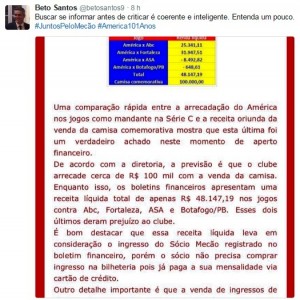 Beto Santos @betosantos9 · 8 h
Buscar se informar antes de criticar é coerente e inteligente. Entenda um pouco.
#JuntosPeloMecão #America101Anos
Jogo
América x Abc 25.341,11
América x Fortaleza 31.947,51
América x ASA - 8.492,82
América x Botafogo/PB - 648,61
Total 48.147,19
Camisa comemorativa 100.000,00
Uma comparação rápida entre a arrecadação do América
nos jogos como mandante na Série C e a receita oriunda da
venda da camisa comemorativa mostra que esta última foi
um verdadeiro achado neste momento de aperto
financeiro.
De acordo com a diretoria, a previsão é que o clube
arrecade cerca de R$ 100 mil com a venda da camisa.
Enquanto isso, os boletins financeiros apresentam uma
receita líquida total de apenas R$ 48.147,19 nos jogos
contra Abc, Fortaleza, ASA e Botafogo/PB. Esses dois
últimos deram prejuízo ao clube.
É bom destacar que essa receita líquida leva em
consideração o ingresso do Sócio Mecão registrado no
boletim financeiro, porém o sócio não precisa comprar
ingresso na bilheteria pois já paga a sua mensalidade via
cartão de crédito.
Outro detalhe importante é que a venda de ingressos de